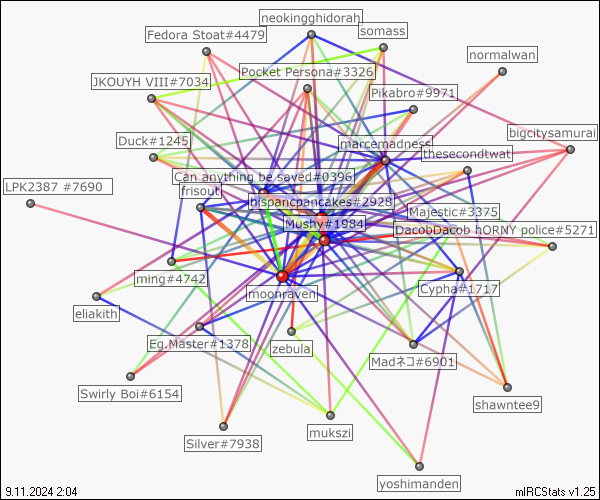 neokingghidorah
somass
Fedora Stoat#4479
normalwan
Pocket Persona#3326
JKOUYH VIII#7034
Pikabro#9971
bigcitysamurai
Duck#1245
marcemadness
thesecondtwat
Can anything be saved#0396
LPK2387 #7690
frisout
hispancpancakes#2928
Majestic#3375
Mushy#1984
DacobDacob hORNY police#5271
ming#4742
Cypha#1717
moonraven
eliakith
Eg.Master#1378
zebula
Madネコ#6901
Swirly Boi#6154
shawntee9
mukszi
Silver#7938
yoshimanden
9.11.2024 2:04
mIRCStats v1.25